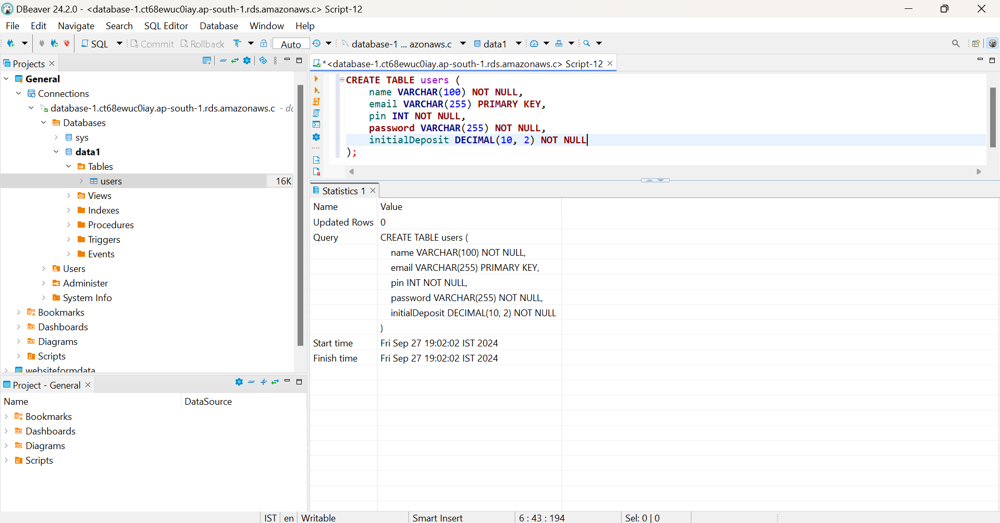 DBeaver 24.2.0 - <database-1.ct68ewuc0iay.ap-south-1.rds.amazonaws.c> Script-12
File Edit Navigate Search SQL Editor Database Window Help
SQL Commit Rollback Auto database-1 ... azonaws.c data1
Projects
General
Connections
database-1.ct68ewuc0iay.ap-south-1.rds.amazonaws.c
Databases
sys
data1
Tables
users 16K
Views
Indexes
Procedures
Triggers
Events
Users
Administer
System Info
Bookmarks
Dashboards
Diagrams
Scripts
websiteformdata
Project - General
Name DataSource
Bookmarks
Dashboards
Diagrams
Scripts
*<database-1.ct68ewuc0iay.ap-south-1.rds.amazonaws.c> Script-12
CREATE TABLE users (
name VARCHAR(100) NOT NULL,
email VARCHAR(255) PRIMARY KEY,
pin INT NOT NULL,
password VARCHAR(255) NOT NULL,
initialDeposit DECIMAL(10, 2) NOT NULL
);
Statistics 1
Name Value
Updated Rows 0
Query CREATE TABLE users (
name VARCHAR(100) NOT NULL,
email VARCHAR(255) PRIMARY KEY,
pin INT NOT NULL,
password VARCHAR(255) NOT NULL,
initialDeposit DECIMAL(10, 2) NOT NULL
)
Start time Fri Sep 27 19:02:02 IST 2024
Finish time Fri Sep 27 19:02:02 IST 2024
IST en Writable Smart Insert 6 : 43 : 194 Sel: 0 | 0